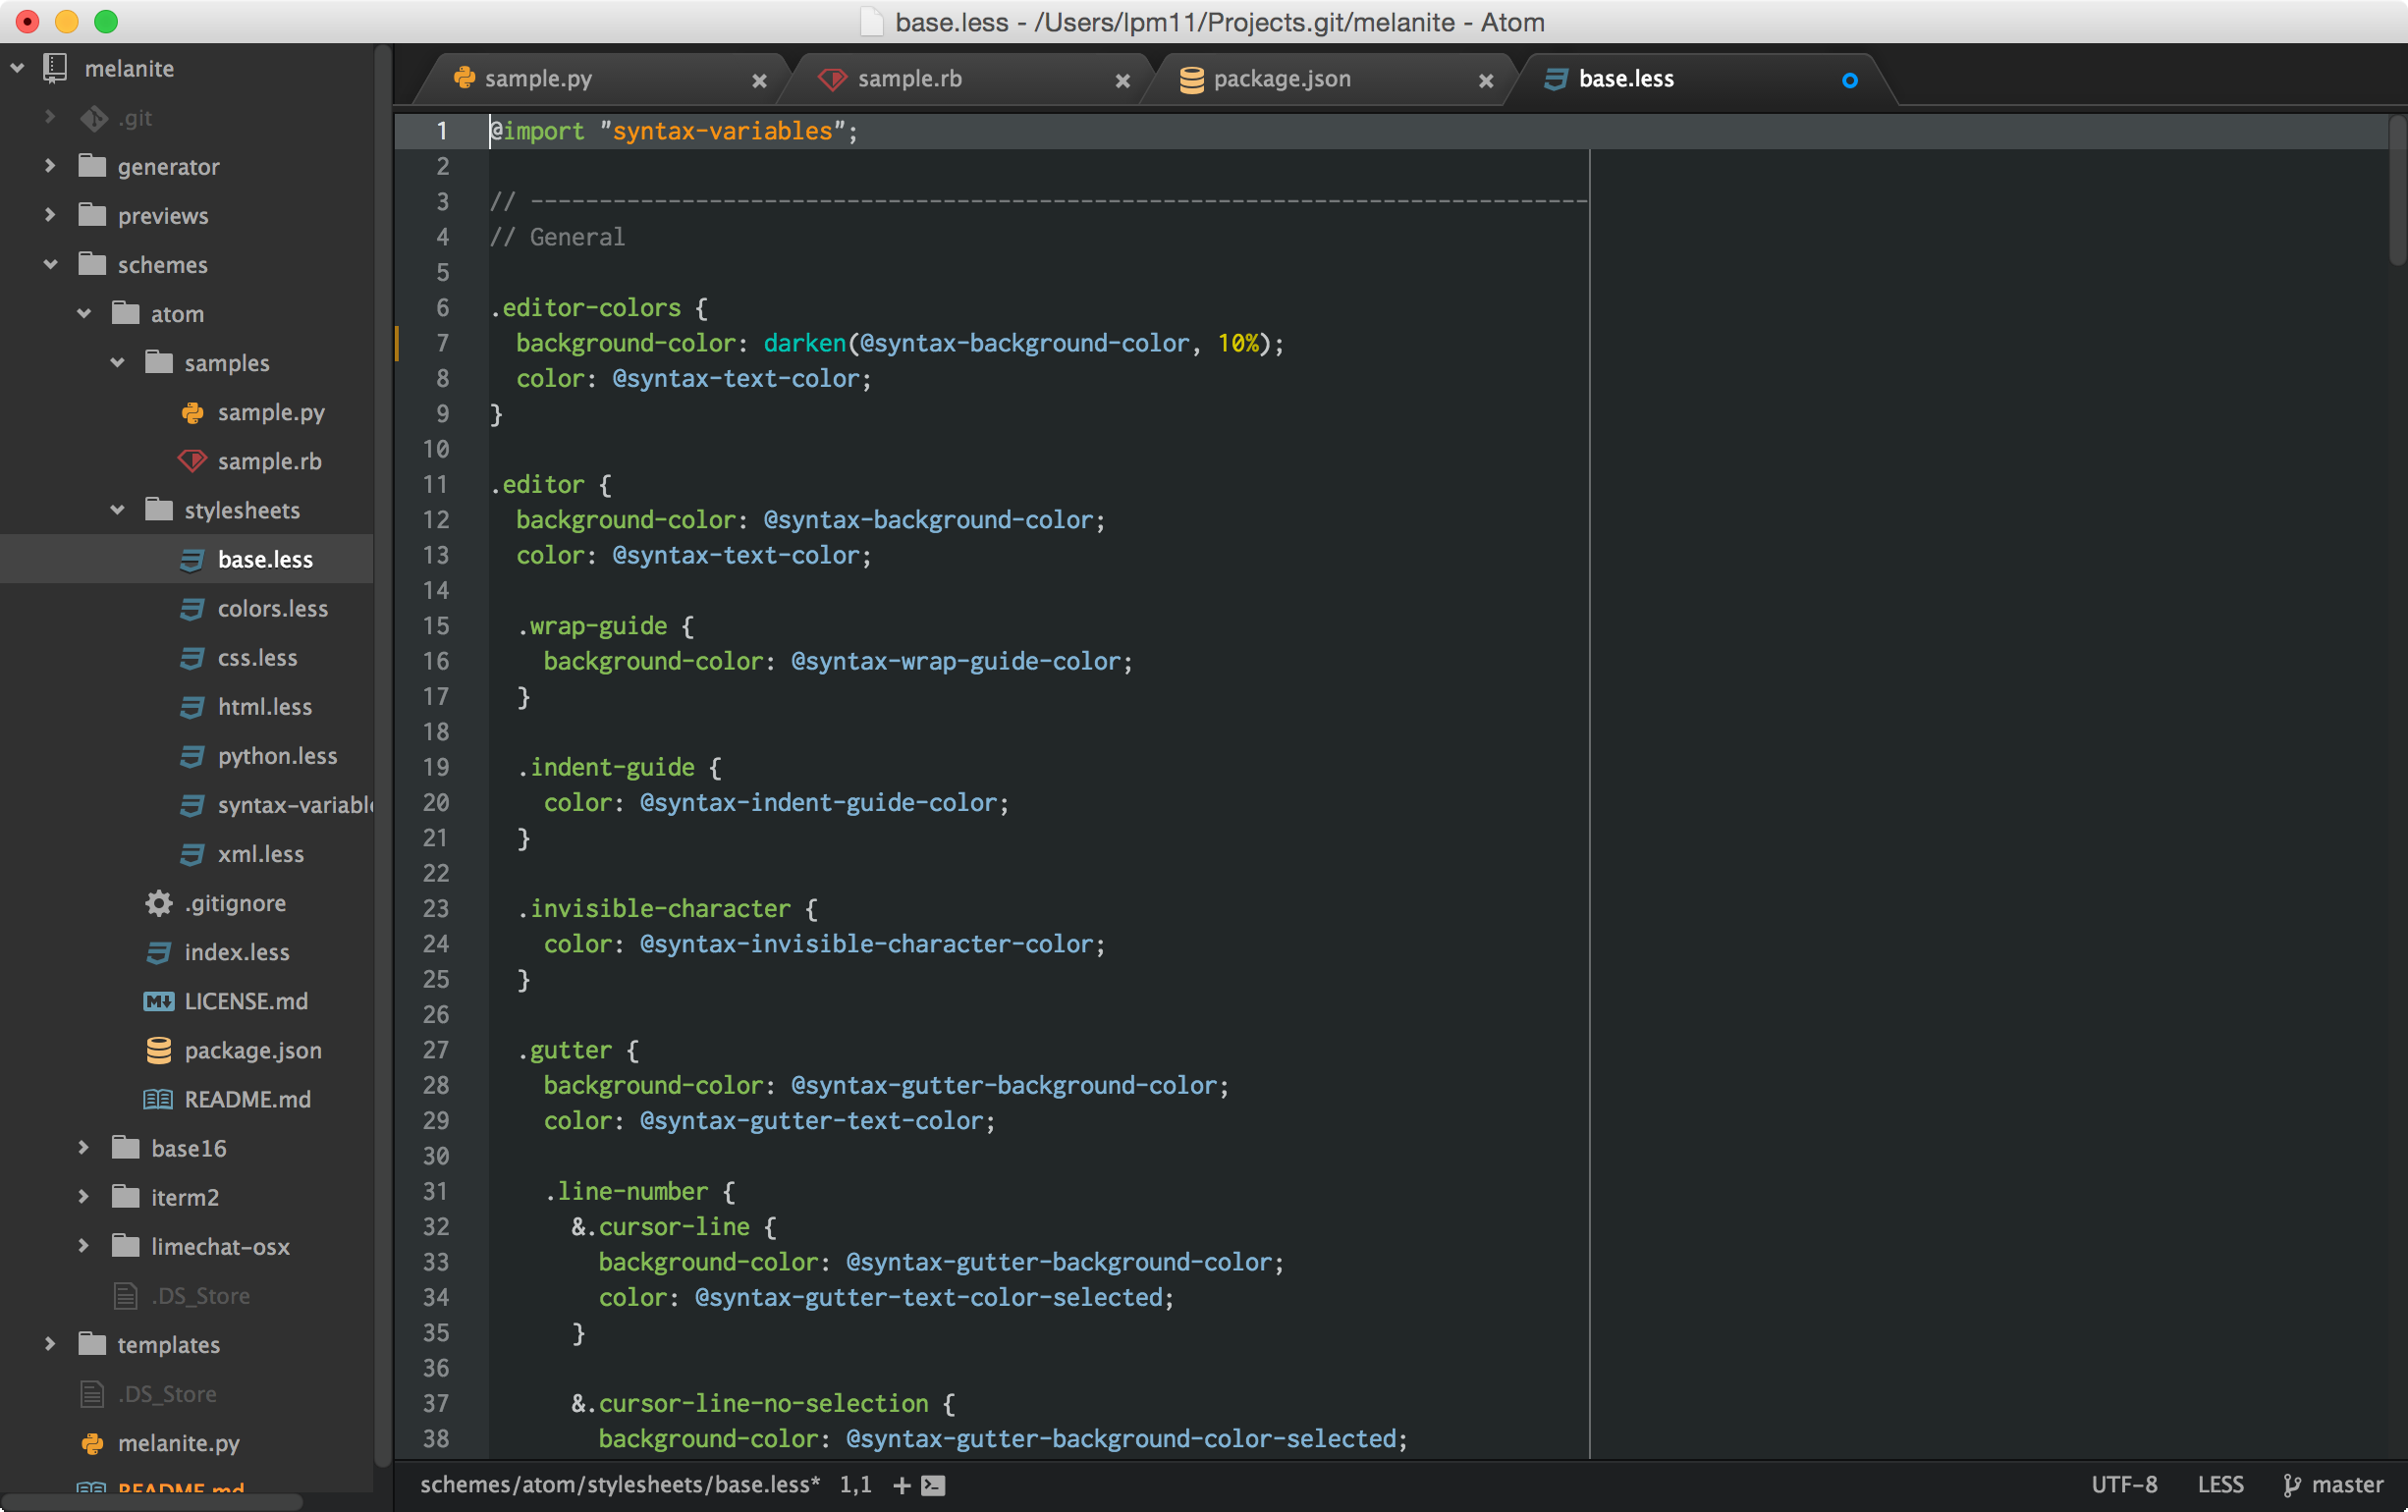 base.less - /Users/lpm11/Projects.git/melanite - Atom
melanite
.git
generator
previews
schemes
atom
samples
sample.py
sample.rb
stylesheets
base.less
colors.less
css.less
html.less
python.less
syntax-variable
xml.less
.gitignore
index.less
LICENSE.md
package.json
README.md
base16
iterm2
limechat-osx
.DS_Store
templates
.DS_Store
melanite.py
README.md
sample.py
sample.rb
package.json
base.less
1 @import "syntax-variables";
2
3 // -----------------------------------------------------------------------------
4 // General
5
6 .editor-colors {
7   background-color: darken(@syntax-background-color, 10%);
8   color: @syntax-text-color;
9 }
10
11 .editor {
12   background-color: @syntax-background-color;
13   color: @syntax-text-color;
14
15   .wrap-guide {
16     background-color: @syntax-wrap-guide-color;
17   }
18
19   .indent-guide {
20     color: @syntax-indent-guide-color;
21   }
22
23   .invisible-character {
24     color: @syntax-invisible-character-color;
25   }
26
27   .gutter {
28     background-color: @syntax-gutter-background-color;
29     color: @syntax-gutter-text-color;
30
31     .line-number {
32       &.cursor-line {
33         background-color: @syntax-gutter-background-color;
34         color: @syntax-gutter-text-color-selected;
35       }
36
37       &.cursor-line-no-selection {
38         background-color: @syntax-gutter-background-color-selected;
schemes/atom/stylesheets/base.less* 1,1 +
UTF-8 LESS master